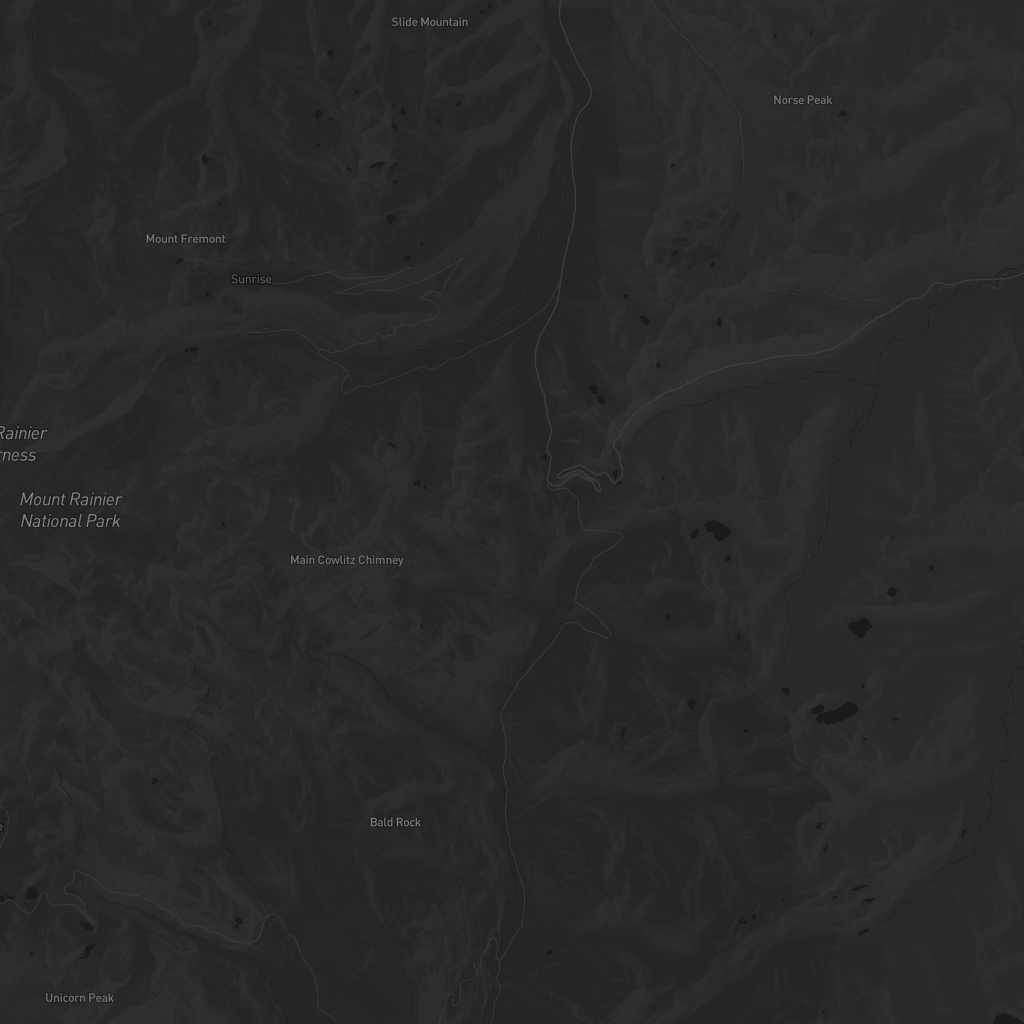 Slide Mountain
Norse Peak
Mount Fremont
Sunrise
Rainier
rness
Mount Rainier
National Park
Main Cowlitz Chimney
Bald Rock
e
Unicorn Peak